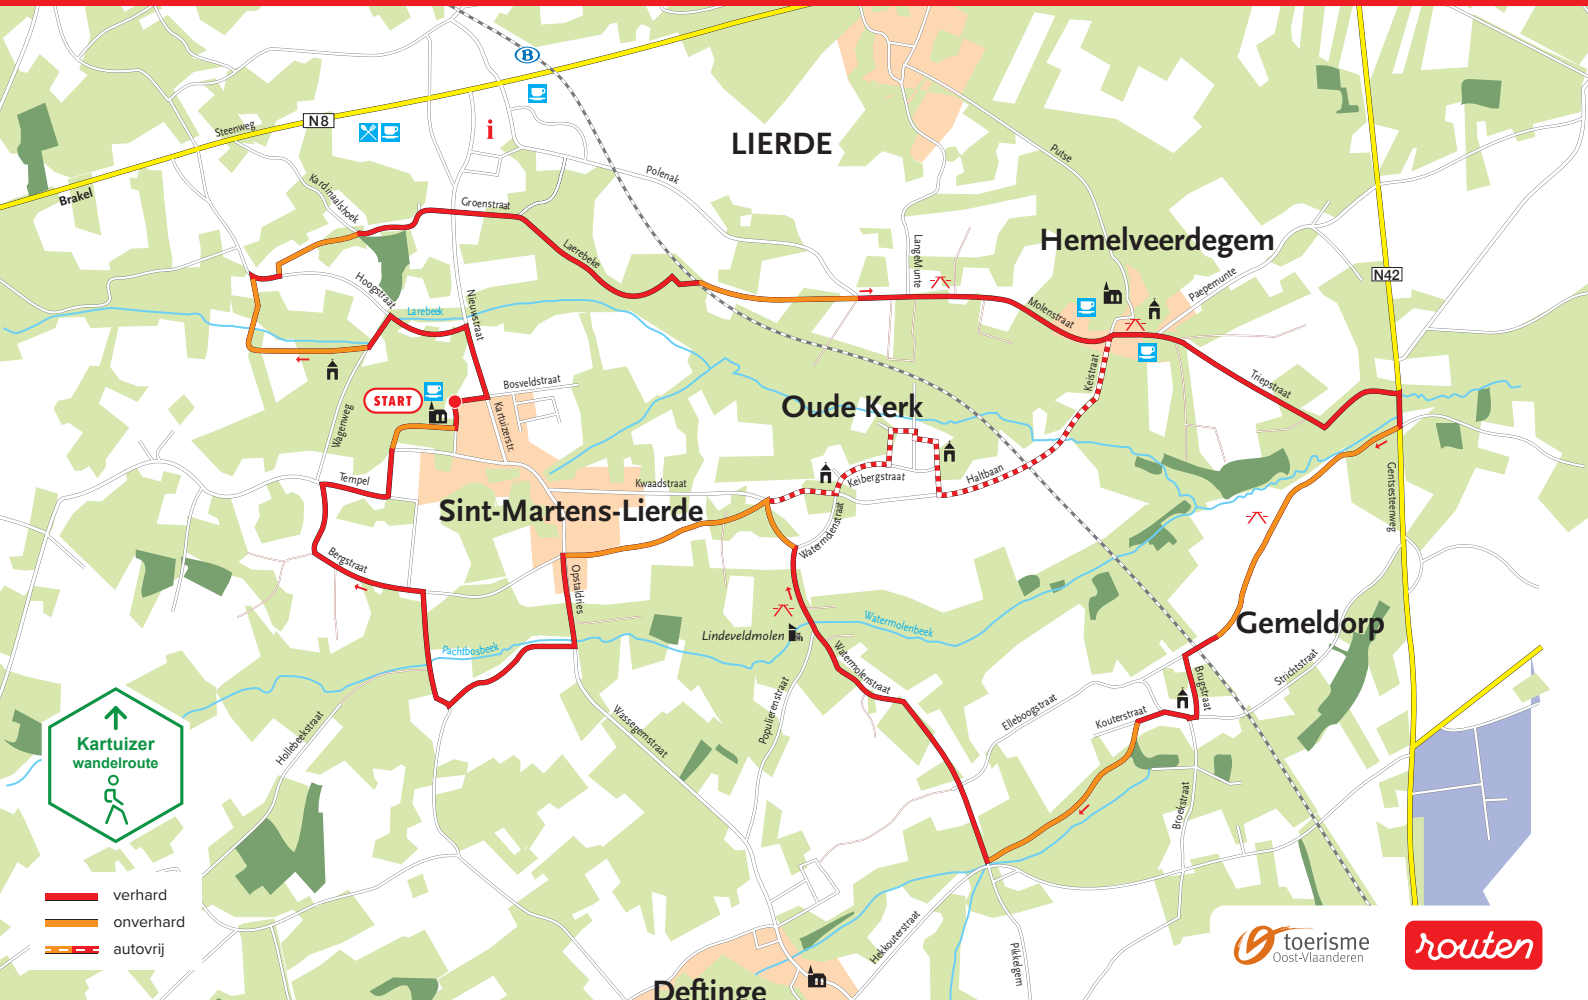 B
N8
Steenweg
Brakel
i
LIERDE
Polenak
Putse
Kardinaalshoek
Groenstraat
Laerebeke
LangeMunte
Hemelveerdegem
Paepemunte
N42
Hoogstraat
Larebeek
Nieuwstraat
Molenstraat
START
Bosveldstraat
Kartuizerstr.
Wagenweg
Keistraat
Triepstraat
Oude Kerk
Tempel
Kwaadstraat
Keibergstraat
Haltbaan
Gentsesteenweg
Sint-Martens-Lierde
Watermolenstraat
Bergstraat
Opstaldries
Watermolenbeek
Lindeveldmolen
Gemeldorp
Pachtbosbeek
Watermolenstraat
Brugstraat
Strichtstraat
Populierenstraat
Elleboogstraat
Kouterstraat
Hollebeekstraat
Wassegemstraat
Broekstraat
Kartuizer
wandelroute
verhard
onverhard
autovrij
Hekkouterstraat
Pikkelgem
Deftinge
toerisme
Oost-Vlaanderen
routen